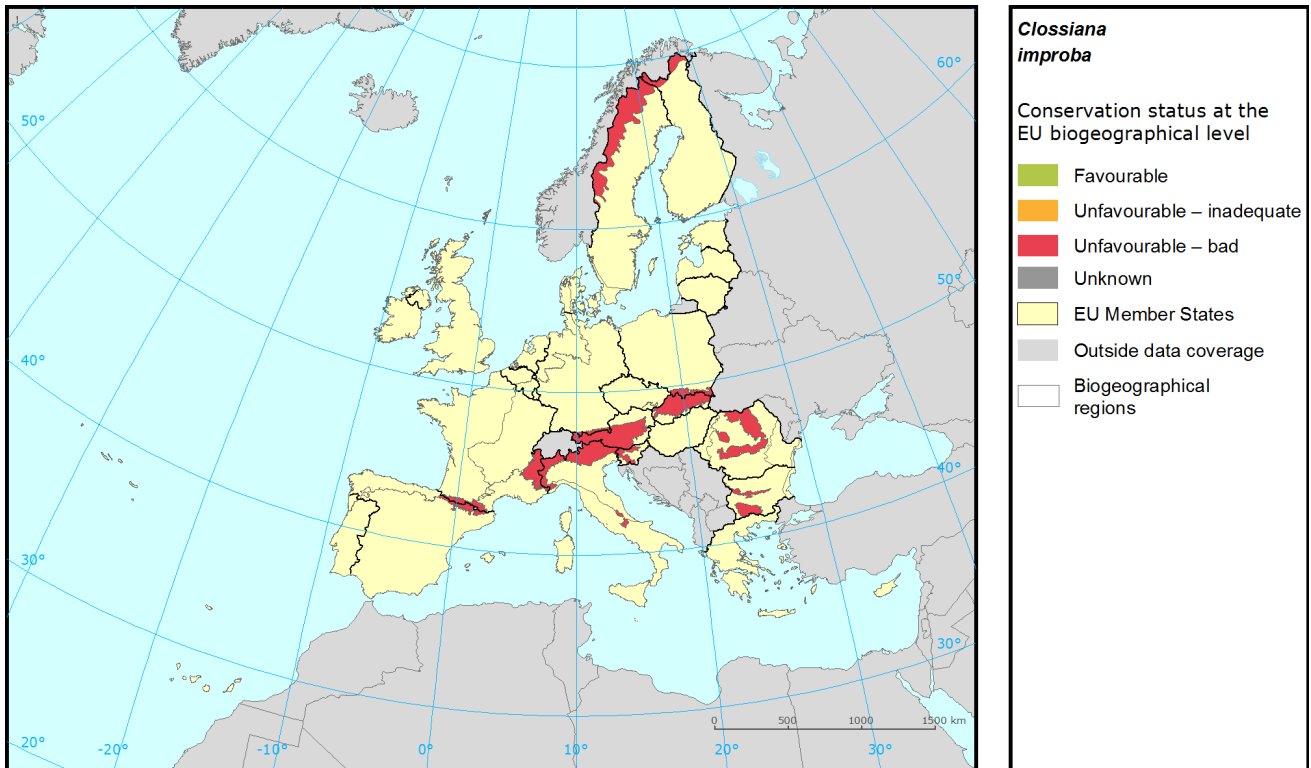 60°
50°
50°
40°
40°
30°
30°
0
500
1000
1500 km
20°
-20°
-10°
0°
10°
20°
30°
Clossiana
improba
Conservation status at the
EU biogeographical level
Favourable
Unfavourable – inadequate
Unfavourable – bad
Unknown
EU Member States
Outside data coverage
Biogeographical
regions